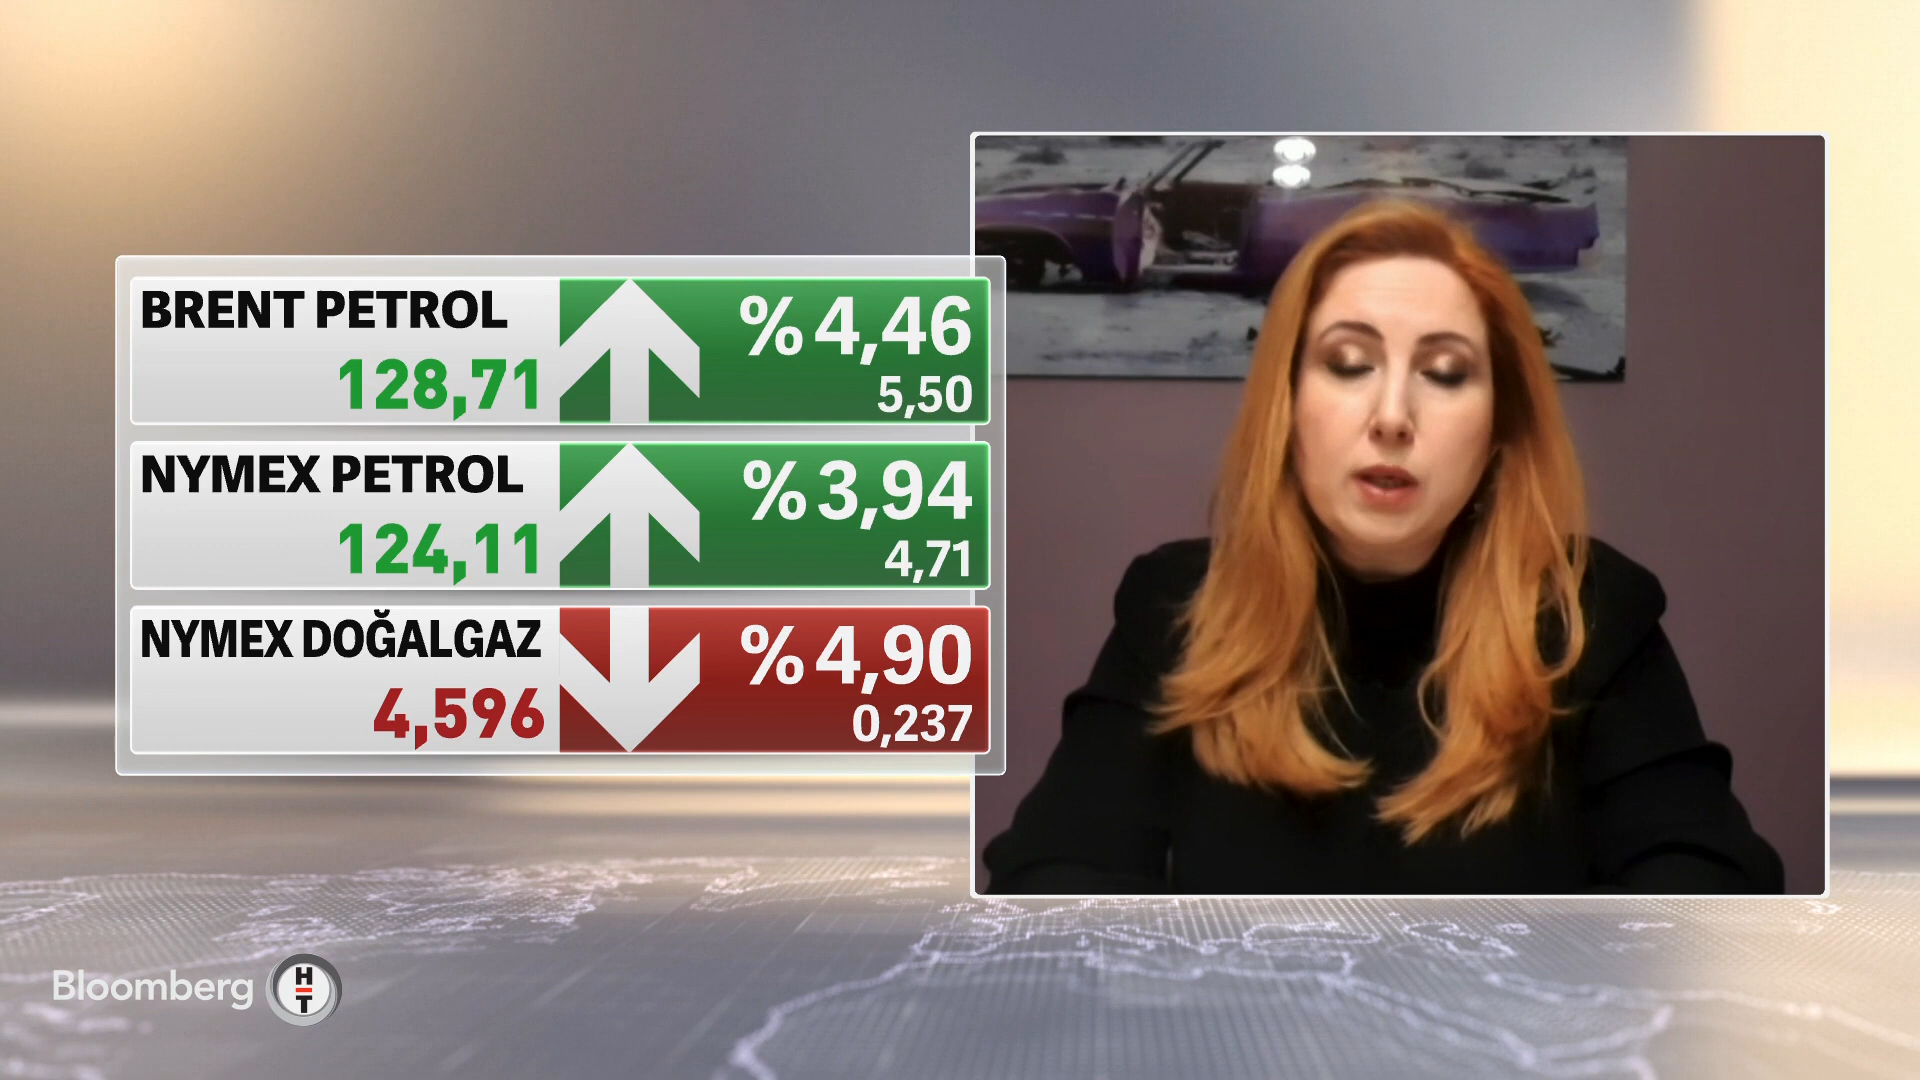 BRENT PETROL
128,71
%4,46
5,50
NYMEX PETROL
124,11
%3,94
4,71
NYMEX DOĞALGAZ
4,596
%4,90
0,237
Bloomberg HT